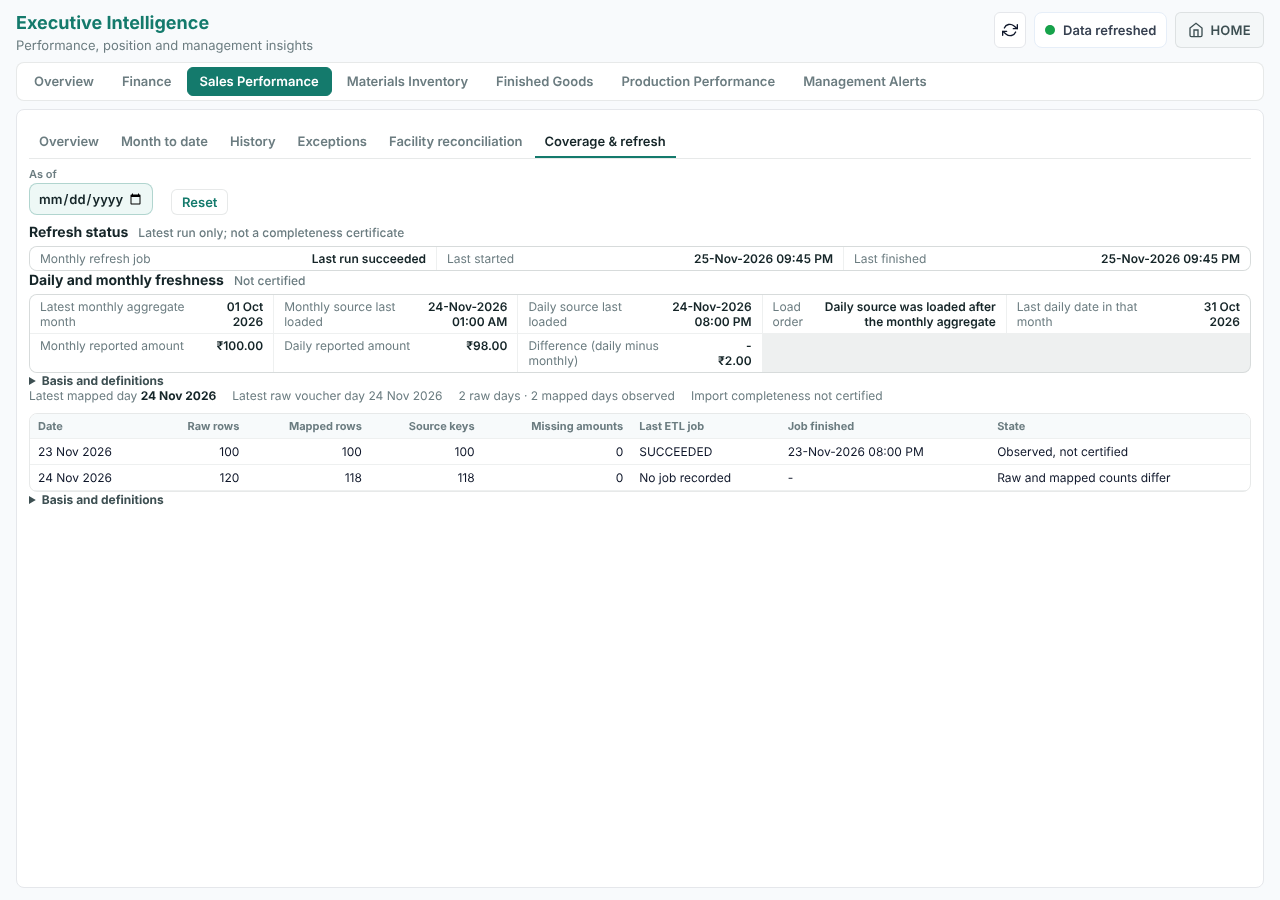 Executive Intelligence
Performance, position and management insights
Data refreshed
HOME
Overview Finance Sales Performance Materials Inventory Finished Goods Production Performance Management Alerts
Overview Month to date History Exceptions Facility reconciliation Coverage & refresh
As of
mm/dd/yyyy Reset
Refresh status Latest run only; not a completeness certificate
Monthly refresh job Last run succeeded Last started 25-Nov-2026 09:45 PM Last finished 25-Nov-2026 09:45 PM
Daily and monthly freshness Not certified
Latest monthly aggregate month 01 Oct 2026
Monthly source last loaded 24-Nov-2026 01:00 AM
Daily source last loaded 24-Nov-2026 08:00 PM
Load order Daily source was loaded after the monthly aggregate
Last daily date in that month 31 Oct 2026
Monthly reported amount ₹100.00
Daily reported amount ₹98.00
Difference (daily minus monthly) -₹2.00
Basis and definitions
Latest mapped day 24 Nov 2026 Latest raw voucher day 24 Nov 2026 2 raw days · 2 mapped days observed Import completeness not certified
Date Raw rows Mapped rows Source keys Missing amounts Last ETL job Job finished State
23 Nov 2026 100 100 100 0 SUCCEEDED 23-Nov-2026 08:00 PM Observed, not certified
24 Nov 2026 120 118 118 0 No job recorded - Raw and mapped counts differ
Basis and definitions